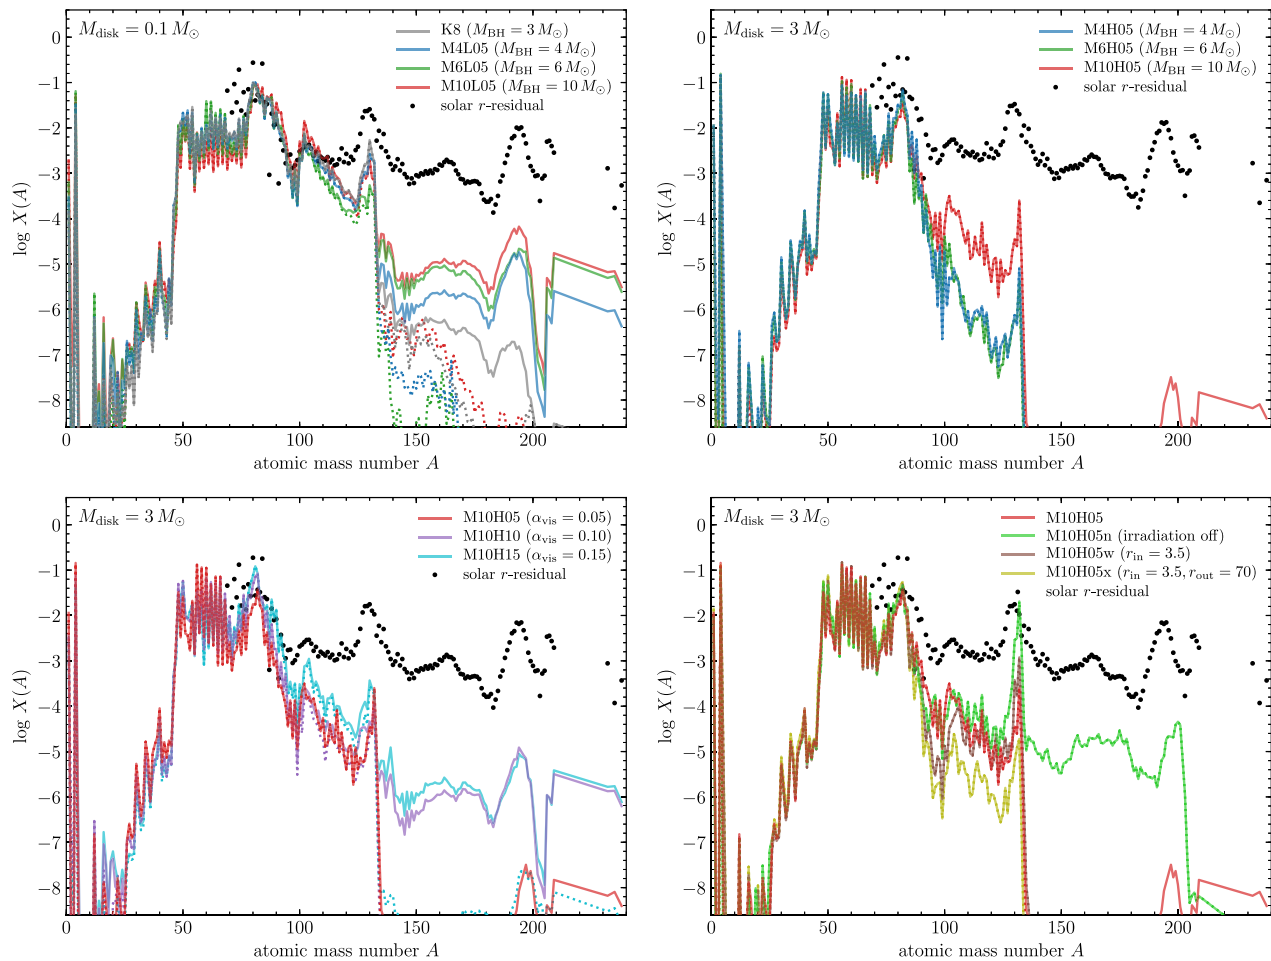 M_disk = 0.1 M_⊙
K8 (M_BH = 3 M_⊙)
M4L05 (M_BH = 4 M_⊙)
M6L05 (M_BH = 6 M_⊙)
M10L05 (M_BH = 10 M_⊙)
solar r-residual
0
−1
−2
−3
−4
−5
−6
−7
−8
log X(A)
0 50 100 150 200
atomic mass number A
M_disk = 3 M_⊙
M4H05 (M_BH = 4 M_⊙)
M6H05 (M_BH = 6 M_⊙)
M10H05 (M_BH = 10 M_⊙)
solar r-residual
0
−1
−2
−3
−4
−5
−6
−7
−8
log X(A)
0 50 100 150 200
atomic mass number A
M_disk = 3 M_⊙
M10H05 (α_vis = 0.05)
M10H10 (α_vis = 0.10)
M10H15 (α_vis = 0.15)
solar r-residual
0
−1
−2
−3
−4
−5
−6
−7
−8
log X(A)
0 50 100 150 200
atomic mass number A
M_disk = 3 M_⊙
M10H05
M10H05n (irradiation off)
M10H05w (r_in = 3.5)
M10H05x (r_in = 3.5, r_out = 70)
solar r-residual
0
−1
−2
−3
−4
−5
−6
−7
−8
log X(A)
0 50 100 150 200
atomic mass number A